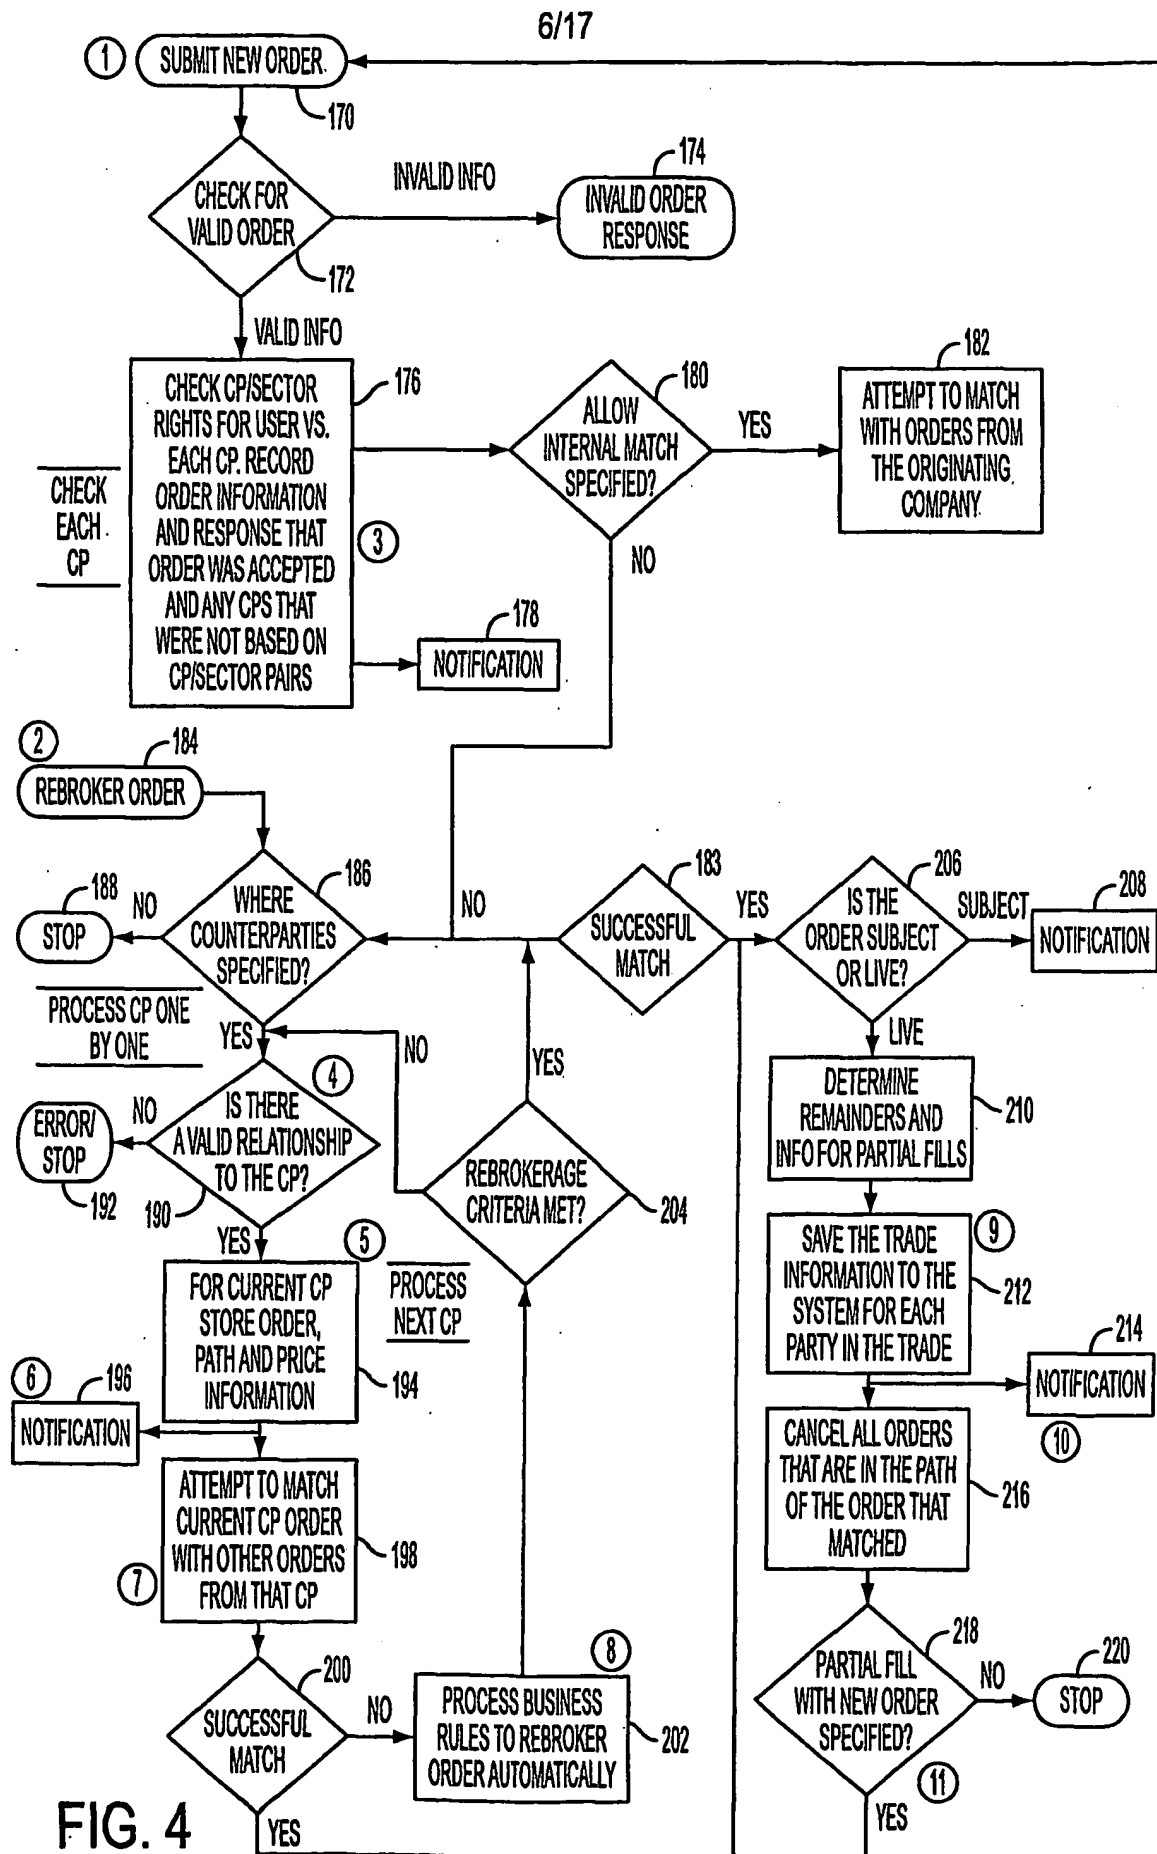 6/17
1
SUBMIT NEW ORDER.
170
CHECK FOR
VALID ORDER
172
INVALID INFO
174
INVALID ORDER
RESPONSE
VALID INFO
CHECK
EACH
CP
CHECK CP/SECTOR
RIGHTS FOR USER VS.
EACH CP. RECORD
ORDER INFORMATION
AND RESPONSE THAT
ORDER WAS ACCEPTED
AND ANY CPS THAT
WERE NOT BASED ON
CP/SECTOR PAIRS
176
3
ALLOW
INTERNAL MATCH
SPECIFIED?
180
YES
182
ATTEMPT TO MATCH
WITH ORDERS FROM
THE ORIGINATING
COMPANY
NO
178
NOTIFICATION
2
184
REBROKER ORDER
188
NO
STOP
WHERE
COUNTERPARTIES
SPECIFIED?
186
NO
183
SUCCESSFUL
MATCH
YES
IS THE
ORDER SUBJECT
OR LIVE?
206
SUBJECT
208
NOTIFICATION
PROCESS CP ONE
BY ONE
YES
NO
YES
LIVE
4
IS THERE
A VALID RELATIONSHIP
TO THE CP?
190
NO
ERROR/
STOP
192
REBROKERAGE
CRITERIA MET?
204
DETERMINE
REMAINDERS AND
INFO FOR PARTIAL FILLS
210
YES
5
FOR CURRENT CP
STORE ORDER,
PATH AND PRICE
INFORMATION
194
PROCESS
NEXT CP
9
SAVE THE TRADE
INFORMATION TO THE
SYSTEM FOR EACH
PARTY IN THE TRADE
212
214
NOTIFICATION
10
6
196
NOTIFICATION
ATTEMPT TO MATCH
CURRENT CP ORDER
WITH OTHER ORDERS
FROM THAT CP
198
7
CANCEL ALL ORDERS
THAT ARE IN THE PATH
OF THE ORDER THAT
MATCHED
216
200
SUCCESSFUL
MATCH
NO
8
PROCESS BUSINESS
RULES TO REBROKER
ORDER AUTOMATICALLY
202
PARTIAL FILL
WITH NEW ORDER
SPECIFIED?
218
NO
220
STOP
11
YES
YES
FIG. 4